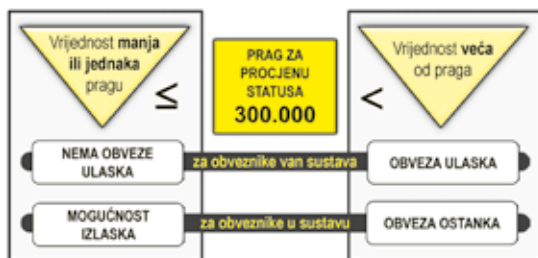 Vrijednost manja
ili jednaka
pragu
≤
PRAG ZA
PROCJENU
STATUSA
300.000
<
Vrijednost veća
od praga
NEMA OBVEZE
ULASKA
za obveznike van sustava
OBVEZA ULASKA
MOGUĆNOST
IZLASKA
za obveznike u sustavu
OBVEZA OSTANKA